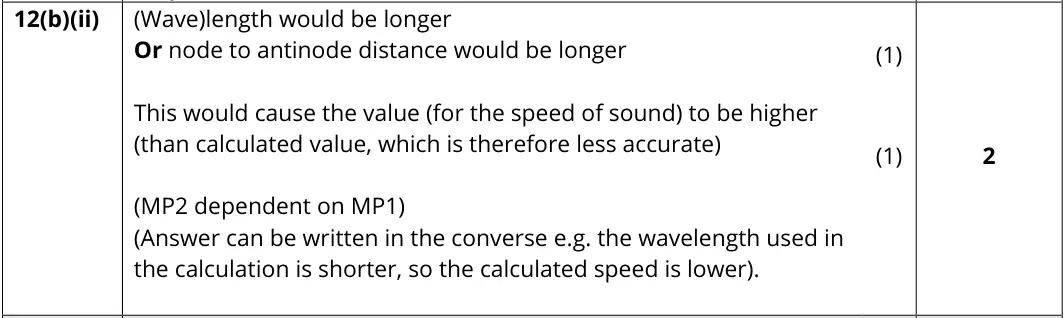 12(b)(ii)
(Wave)length would be longer
Or node to antinode distance would be longer
(1)
This would cause the value (for the speed of sound) to be higher
(than calculated value, which is therefore less accurate)
(1)
2
(MP2 dependent on MP1)
(Answer can be written in the converse e.g. the wavelength used in
the calculation is shorter, so the calculated speed is lower).